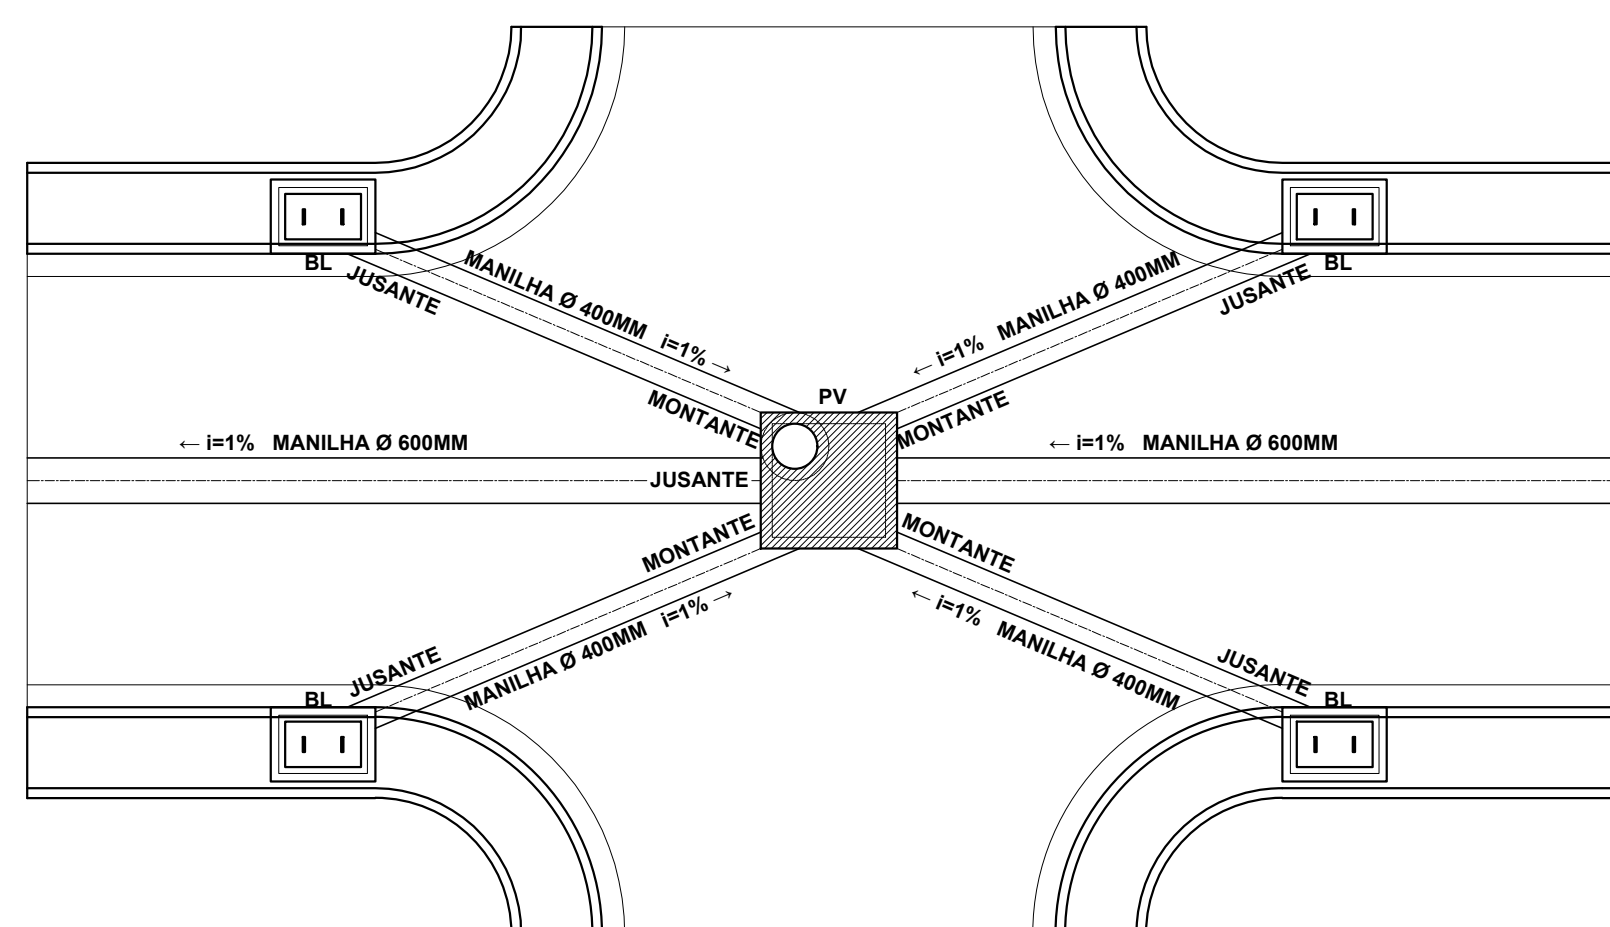 BL
JUSANTE
MANILHA Ø 400MM i=1% →
MONTANTE
← i=1% MANILHA Ø 400MM
BL
JUSANTE
PV
MONTANTE
← i=1% MANILHA Ø 600MM
← i=1% MANILHA Ø 600MM
JUSANTE
MONTANTE
MONTANTE
MANILHA Ø 400MM i=1% →
← i=1% MANILHA Ø 400MM
JUSANTE
JUSANTE
BL
BL